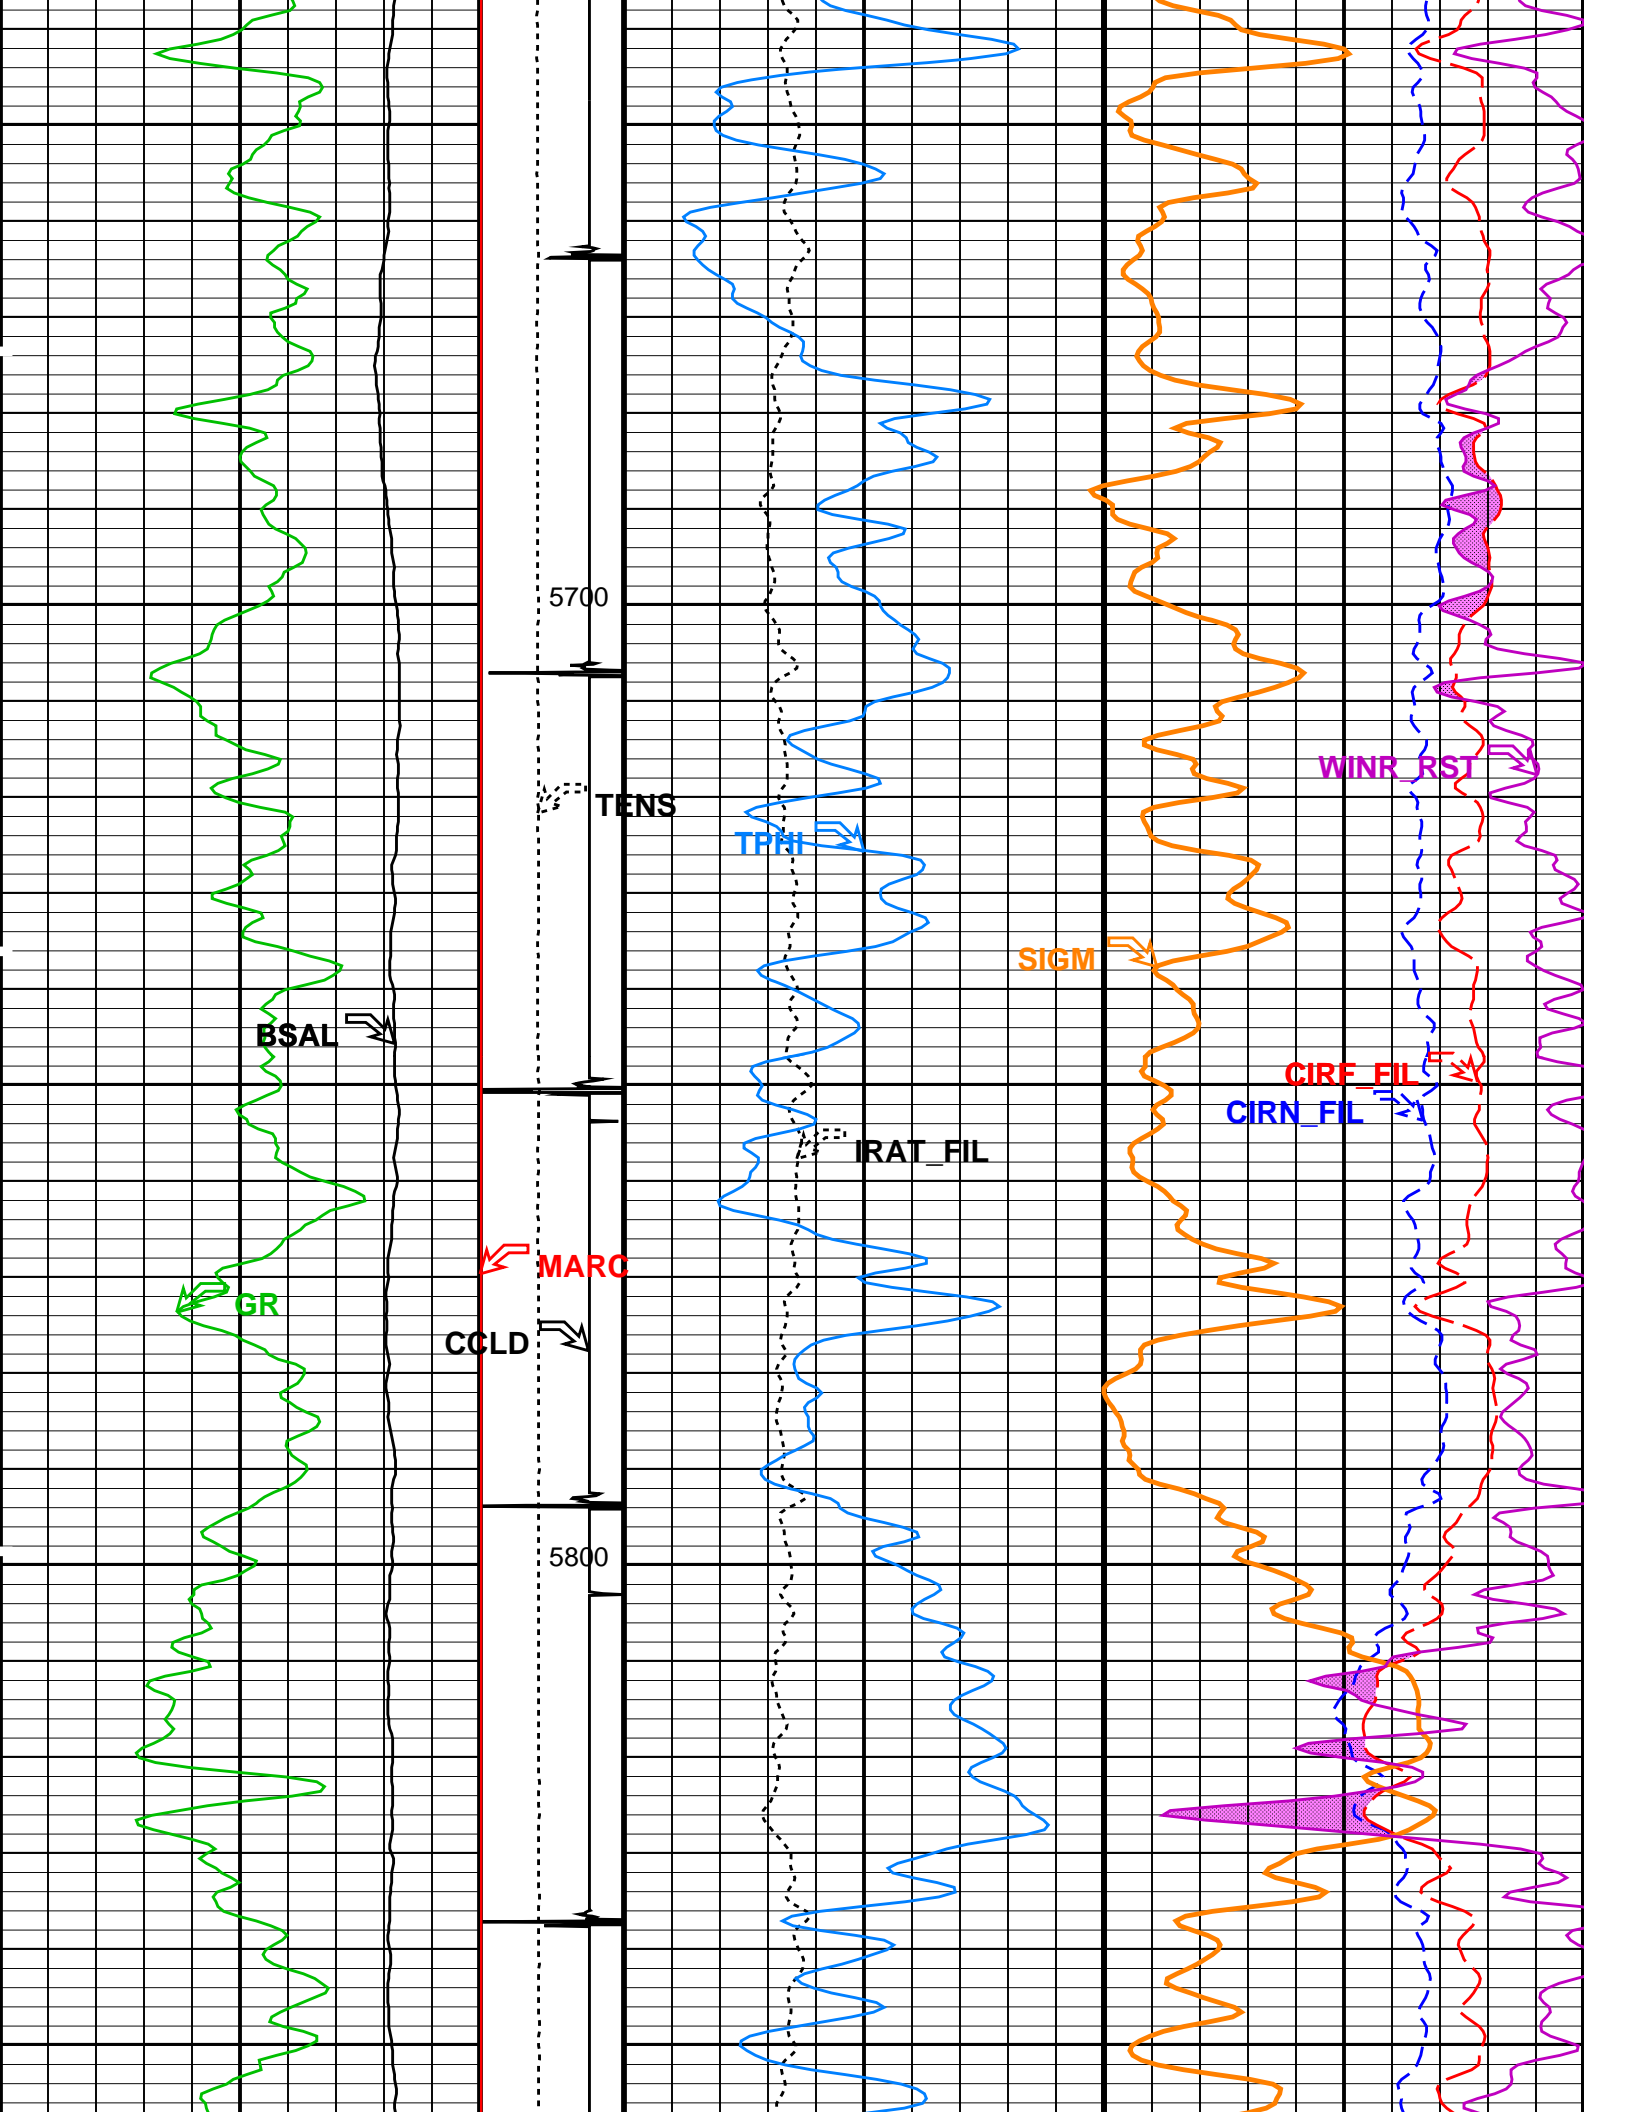 5700
WINR_RST
TENS
TPHI
SIGM
BSAL
CIRF_FIL
CIRN_FIL
IRAT_FIL
MARC
GR
CCLD
5800